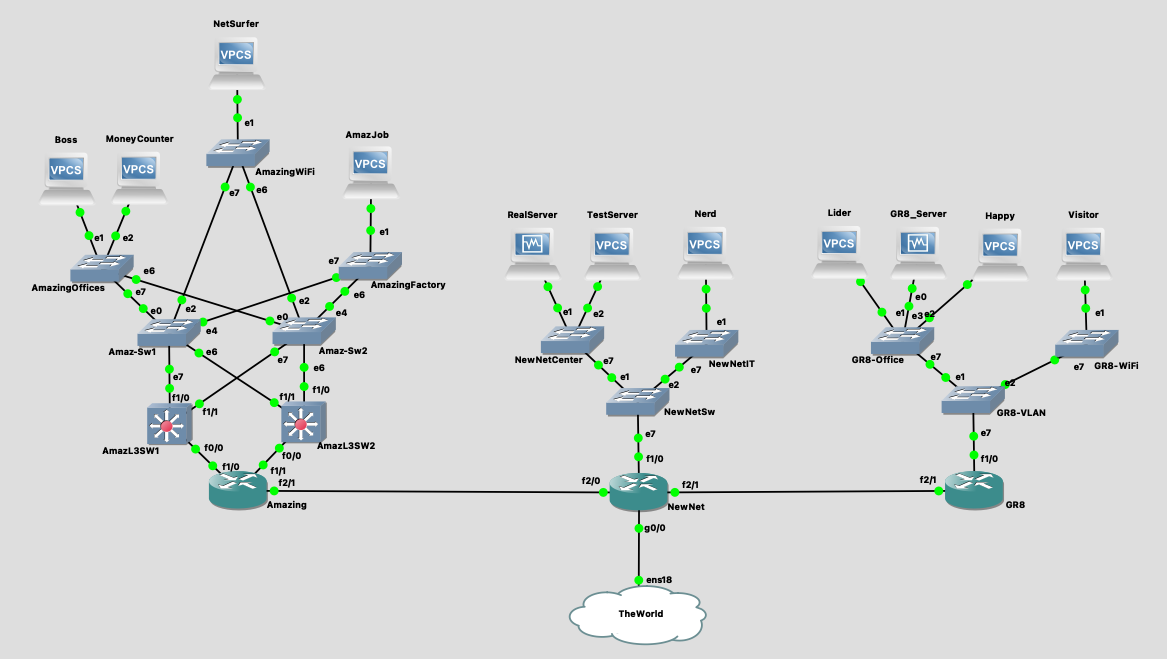 NetSurfer
VPCS
e1
AmazingWiFi
e7
e6
Boss
MoneyCounter
VPCS
VPCS
e1
e2
AmazingOffices
e6
e7
AmazJob
VPCS
e1
e7
AmazingFactory
e6
e2
e2
e0
e4
e0
e4
Amaz-Sw1
Amaz-Sw2
e6
e7
e7
e6
f1/0
f1/1
f1/1
f1/0
AmazL3SW1
AmazL3SW2
f0/0
f0/0
f1/0
f1/1
f2/1
Amazing
RealServer
TestServer
Nerd
VPCS
VPCS
e1
e2
e1
NewNetCenter
NewNetIT
e7
e7
e1
e2
NewNetSw
e7
f1/0
f2/0
f2/1
NewNet
g0/0
ens18
TheWorld
Lider
GR8_Server
Happy
Visitor
VPCS
VPCS
VPCS
e0
e1
e3
e2
e1
GR8-Office
GR8-WiFi
e7
e7
e1
e2
GR8-VLAN
e7
f1/0
f2/1
GR8